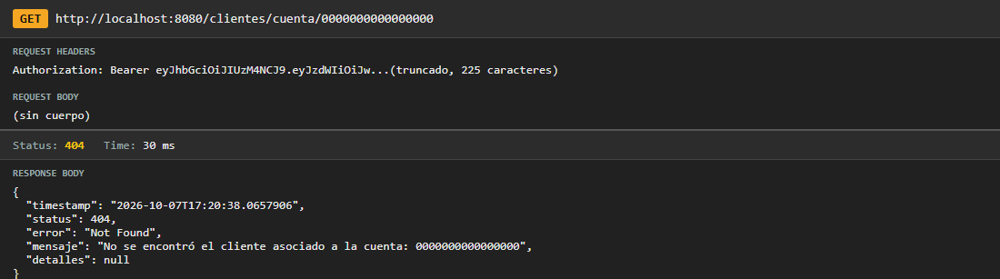 GET http://localhost:8080/clientes/cuenta/0000000000000000
REQUEST HEADERS
Authorization: Bearer eyJhbGciOiJIUzM4NCJ9.eyJzdWIiOiJw...(truncado, 225 caracteres)
REQUEST BODY
(sin cuerpo)
Status: 404 Time: 30 ms
RESPONSE BODY
{
"timestamp": "2026-10-07T17:20:38.0657906",
"status": 404,
"error": "Not Found",
"mensaje": "No se encontró el cliente asociado a la cuenta: 0000000000000000",
"detalles": null
}